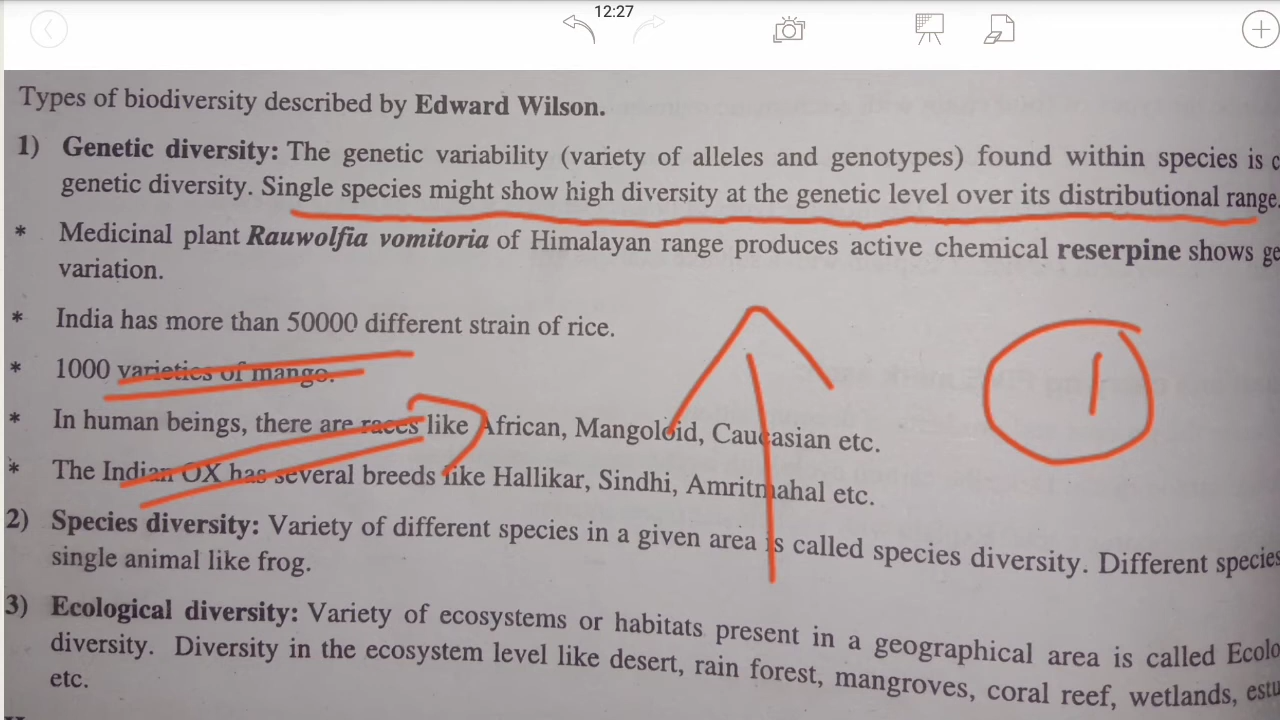 12:27
Types of biodiversity described by Edward Wilson.
1) Genetic diversity: The genetic variability (variety of alleles and genotypes) found within species is
genetic diversity. Single species might show high diversity at the genetic level over its distributional range.
* Medicinal plant Rauwolfia vomitoria of Himalayan range produces active chemical reserpine shows
variation.
* India has more than 50000 different strain of rice.
* 1000 varieties of mango.
* In human beings, there are races like African, Mangoloid, Caucasian etc.
* The Indian OX has several breeds like Hallikar, Sindhi, Amritmahal etc.
1
2) Species diversity: Variety of different species in a given area is called species diversity. Different species
single animal like frog.
3) Ecological diversity: Variety of ecosystems or habitats present in a geographical area is called
diversity. Diversity in the ecosystem level like desert, rain forest, mangroves, coral reef, wetlands,
etc.